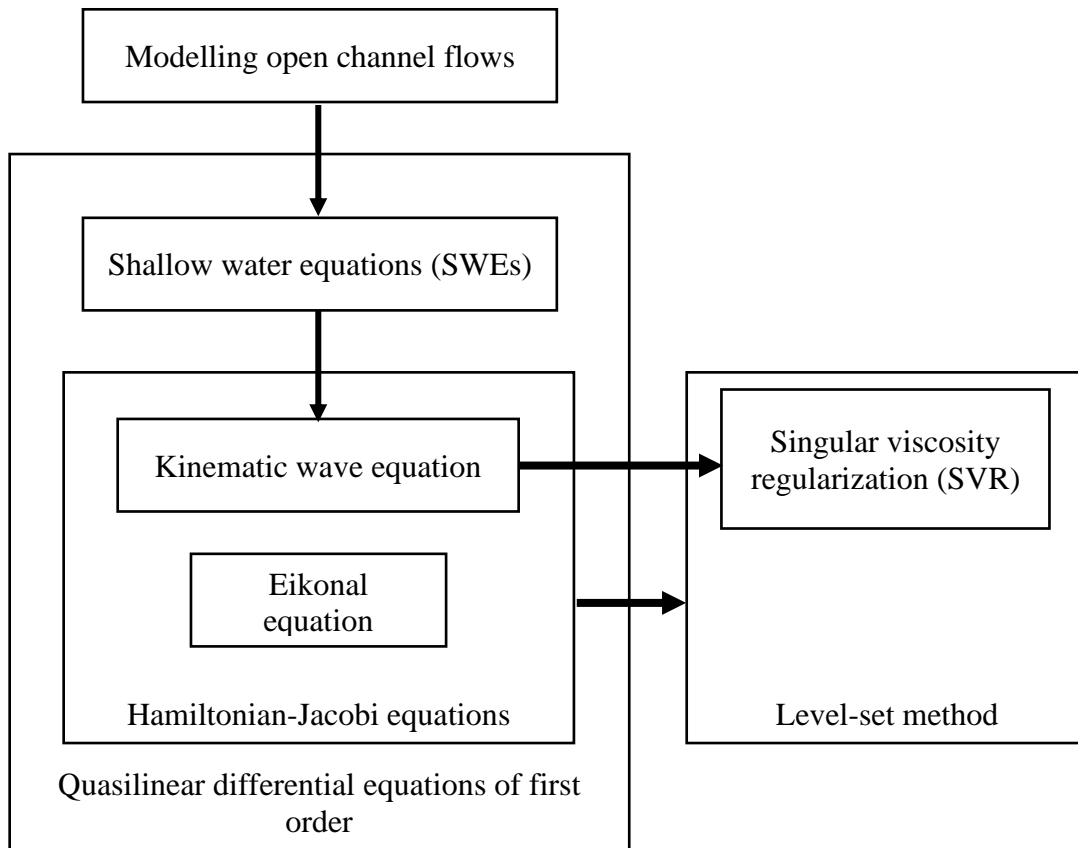 Modelling open channel flows
Shallow water equations (SWEs)
Kinematic wave equation
Singular viscosity
regularization (SVR)
Eikonal
equation
Hamiltonian-Jacobi equations
Level-set method
Quasilinear differential equations of first
order